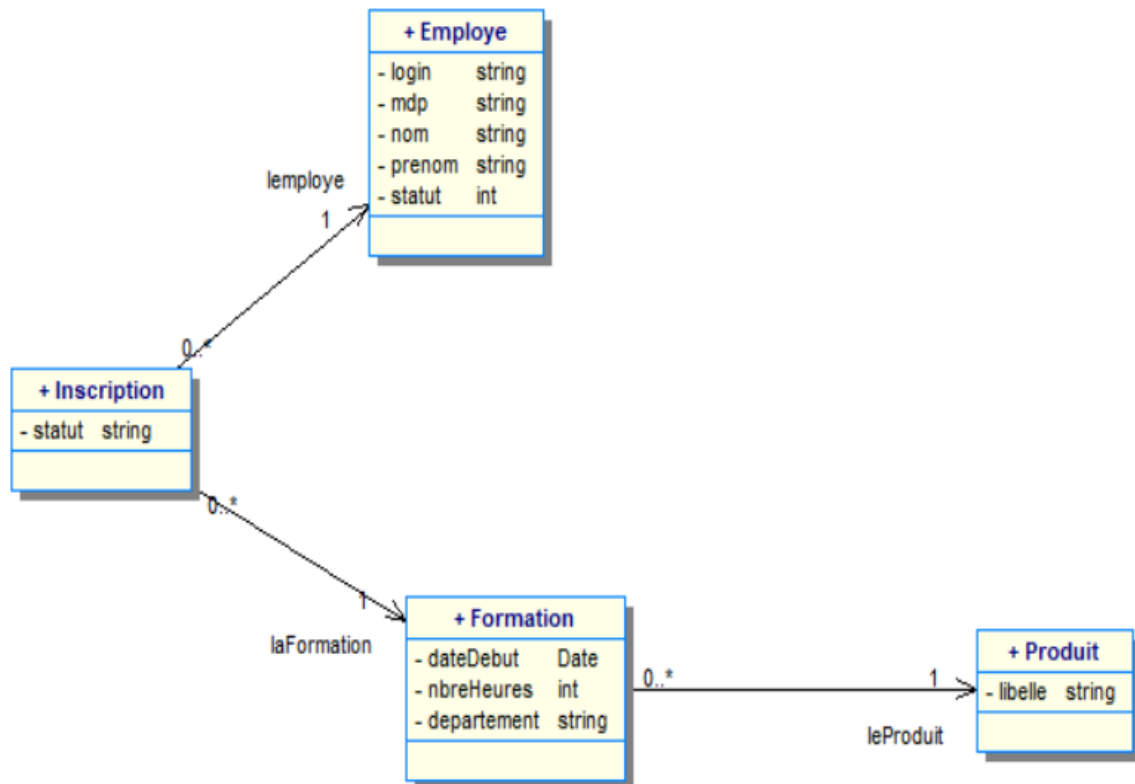 + Employe
- login string
- mdp string
- nom string
- prenom string
- statut int
lemploye
1
0..*
+ Inscription
- statut string
0..*
1
laFormation
+ Formation
- dateDebut Date
- nbreHeures int
- departement string
0..*
1
leProduit
+ Produit
- libelle string